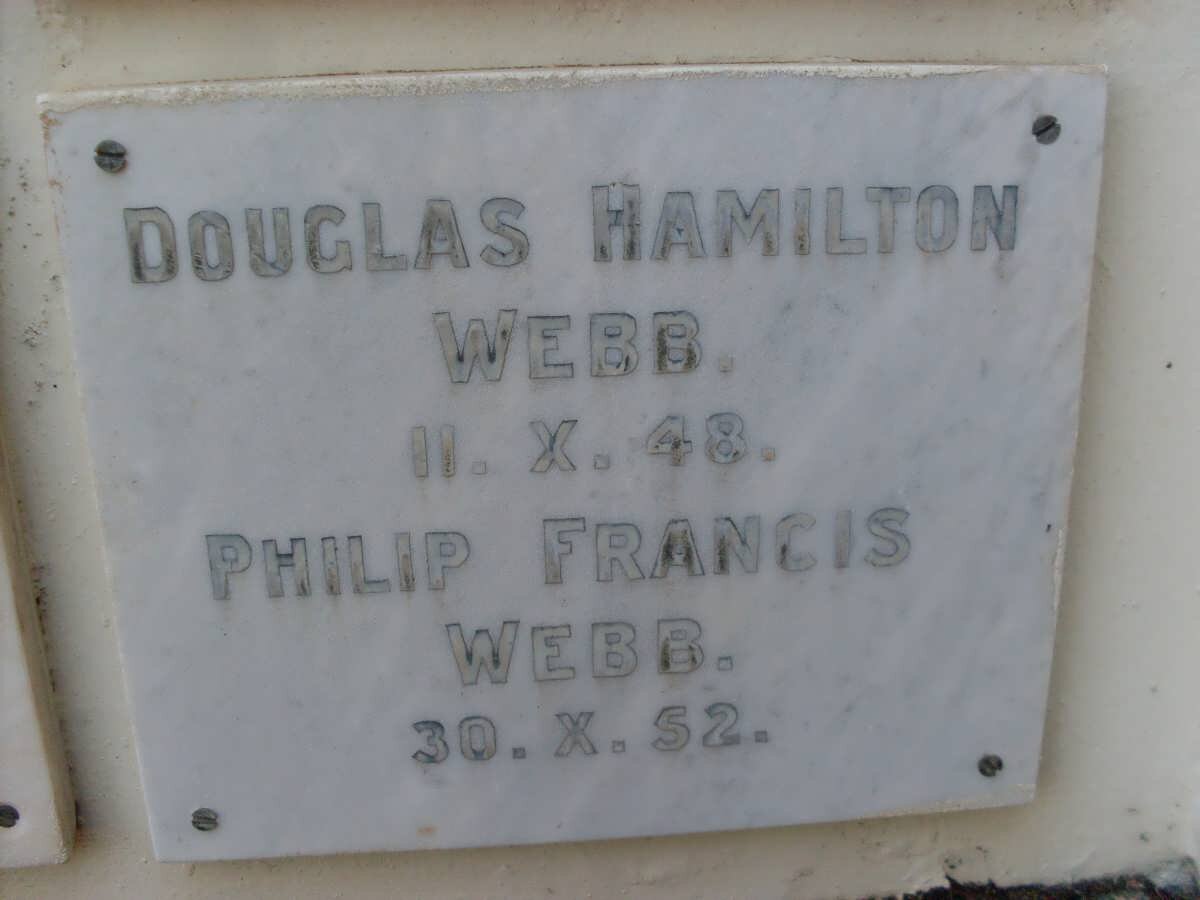 DOUGLAS HAMILTON
WEBB.
11. X. 48.
PHILIP FRANCIS
WEBB.
30. X. 52.